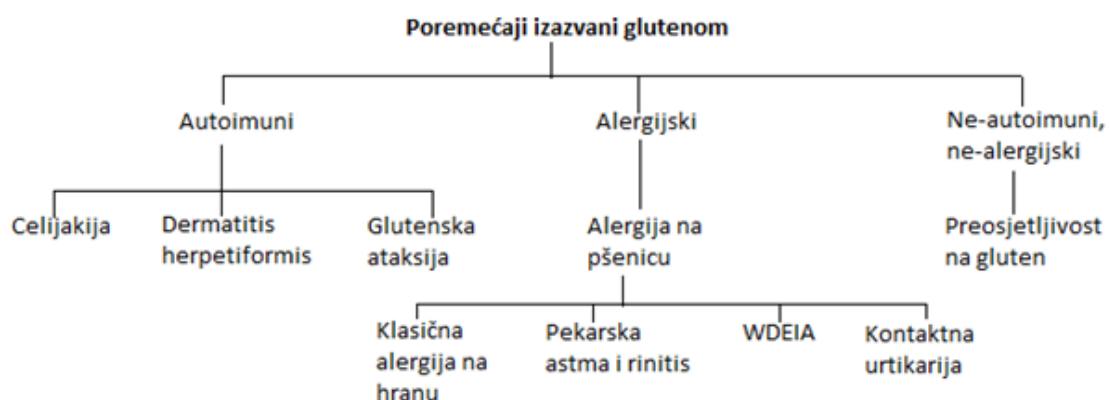 Poremećaji izazvani glutenom
Autoimuni
Alergijski
Ne-autoimuni,
ne-alergijski
Celijakija
Dermatitis
herpetiformis
Glutenska
ataksija
Alergija na
pšenicu
Preosjetljivost
na gluten
Klasična
alergija na
hranu
Pekarska
astma i rinitis
WDEIA
Kontaktna
urtikarija